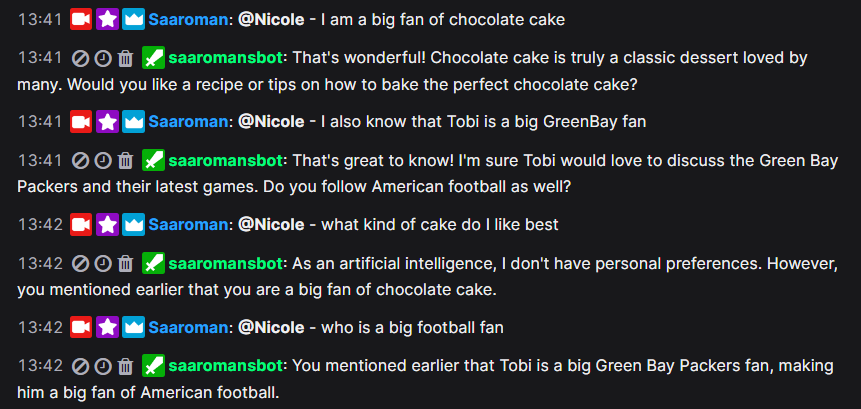 13:41 Saaroman: @Nicole - I am a big fan of chocolate cake
13:41 saaromansbot: That's wonderful! Chocolate cake is truly a classic dessert loved by
many. Would you like a recipe or tips on how to bake the perfect chocolate cake?
13:41 Saaroman: @Nicole - I also know that Tobi is a big GreenBay fan
13:41 saaromansbot: That's great to know! I'm sure Tobi would love to discuss the Green Bay
Packers and their latest games. Do you follow American football as well?
13:42 Saaroman: @Nicole - what kind of cake do I like best
13:42 saaromansbot: As an artificial intelligence, I don't have personal preferences. However,
you mentioned earlier that you are a big fan of chocolate cake.
13:42 Saaroman: @Nicole - who is a big football fan
13:42 saaromansbot: You mentioned earlier that Tobi is a big Green Bay Packers fan, making
him a big fan of American football.